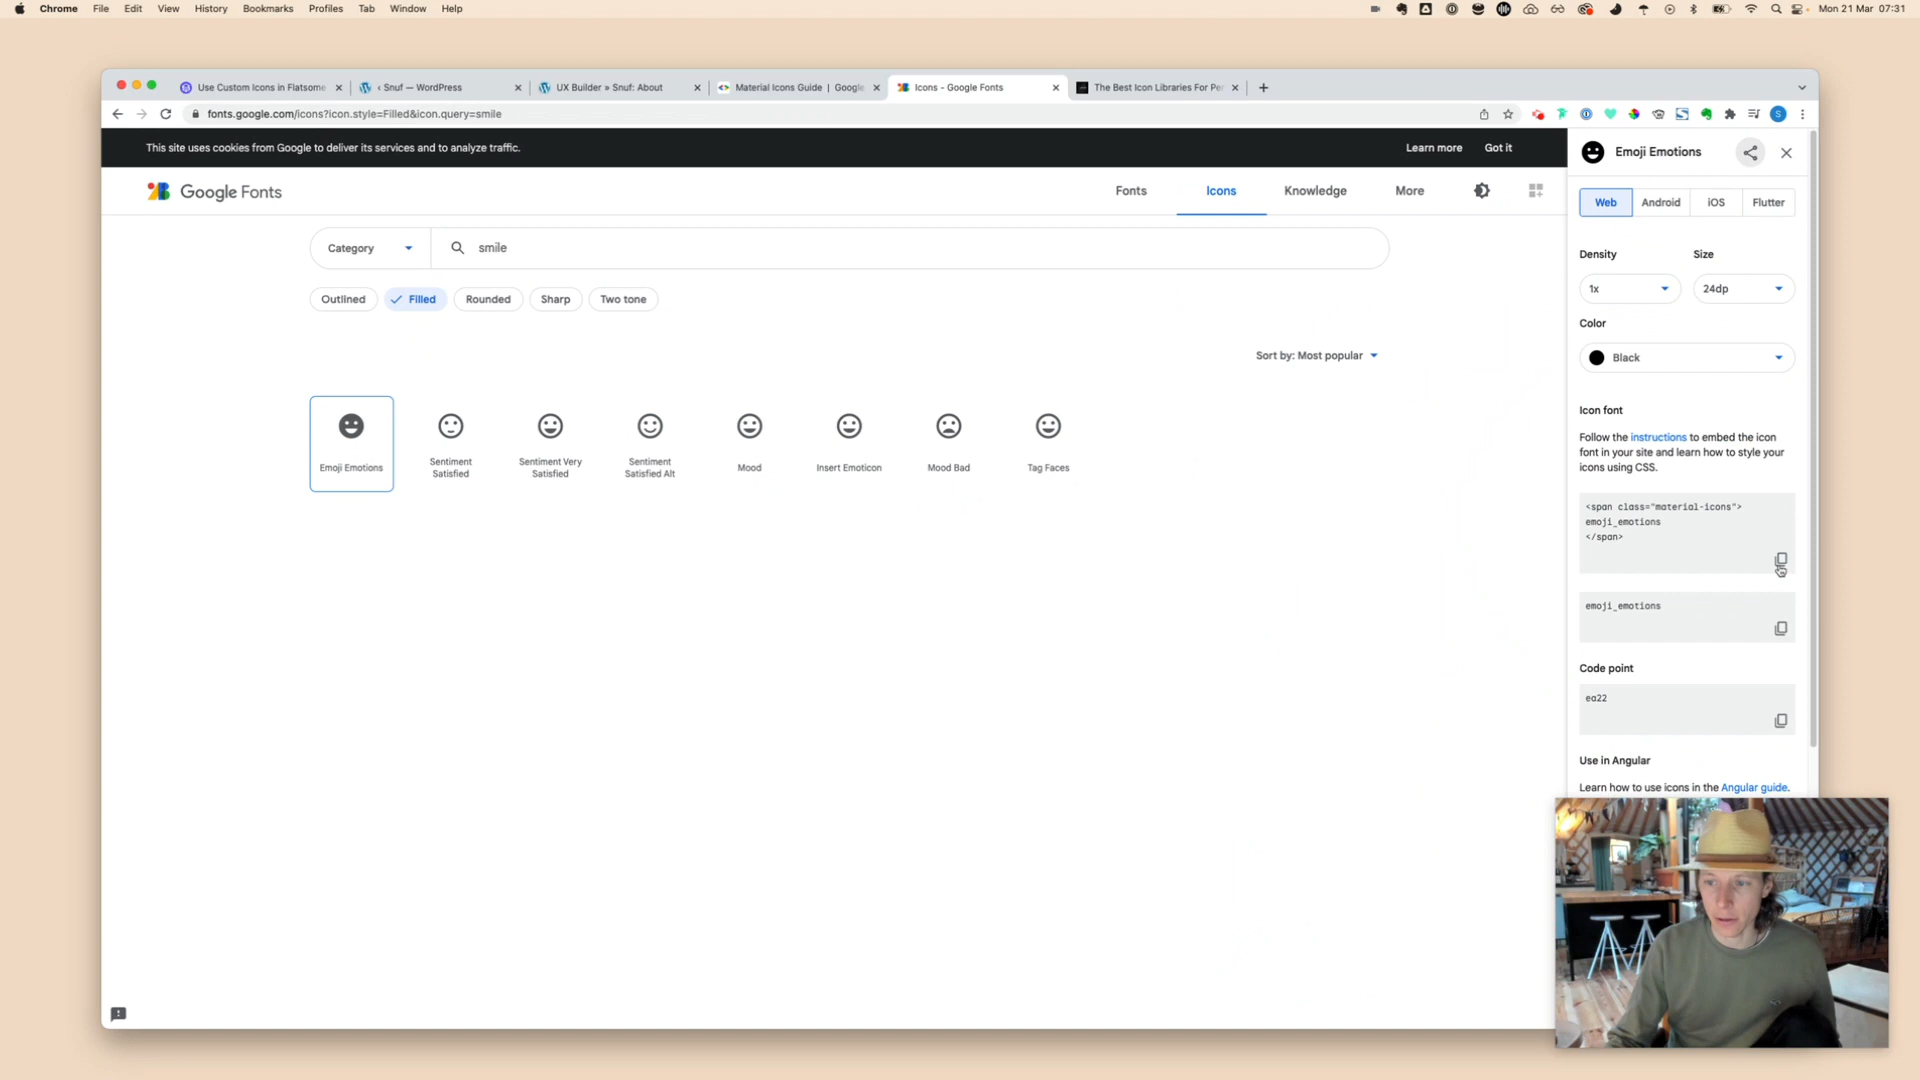 Chrome File Edit View History Bookmarks Profiles Tab Window Help
Mon 21 Mar 07:31
Use Custom Icons in Flatsome
‹ Snuf — WordPress
UX Builder » Snuf: About
Material Icons Guide | Google
Icons - Google Fonts
The Best Icon Libraries For Per
fonts.google.com/icons?icon.style=Filled&icon.query=smile
S
This site uses cookies from Google to deliver its services and to analyze traffic.
Learn more Got it
Google Fonts
Fonts Icons Knowledge More
Category smile
Outlined Filled Rounded Sharp Two tone
Sort by: Most popular
Emoji Emotions
Sentiment
Satisfied
Sentiment Very
Satisfied
Sentiment
Satisfied Alt
Mood
Insert Emoticon
Mood Bad
Tag Faces
Emoji Emotions
Web Android iOS Flutter
Density Size
1x 24dp
Color
Black
Icon font
Follow the instructions to embed the icon
font in your site and learn how to style your
icons using CSS.
<span class="material-icons">
emoji_emotions
</span>
emoji_emotions
Code point
ea22
Use in Angular
Learn how to use icons in the Angular guide.